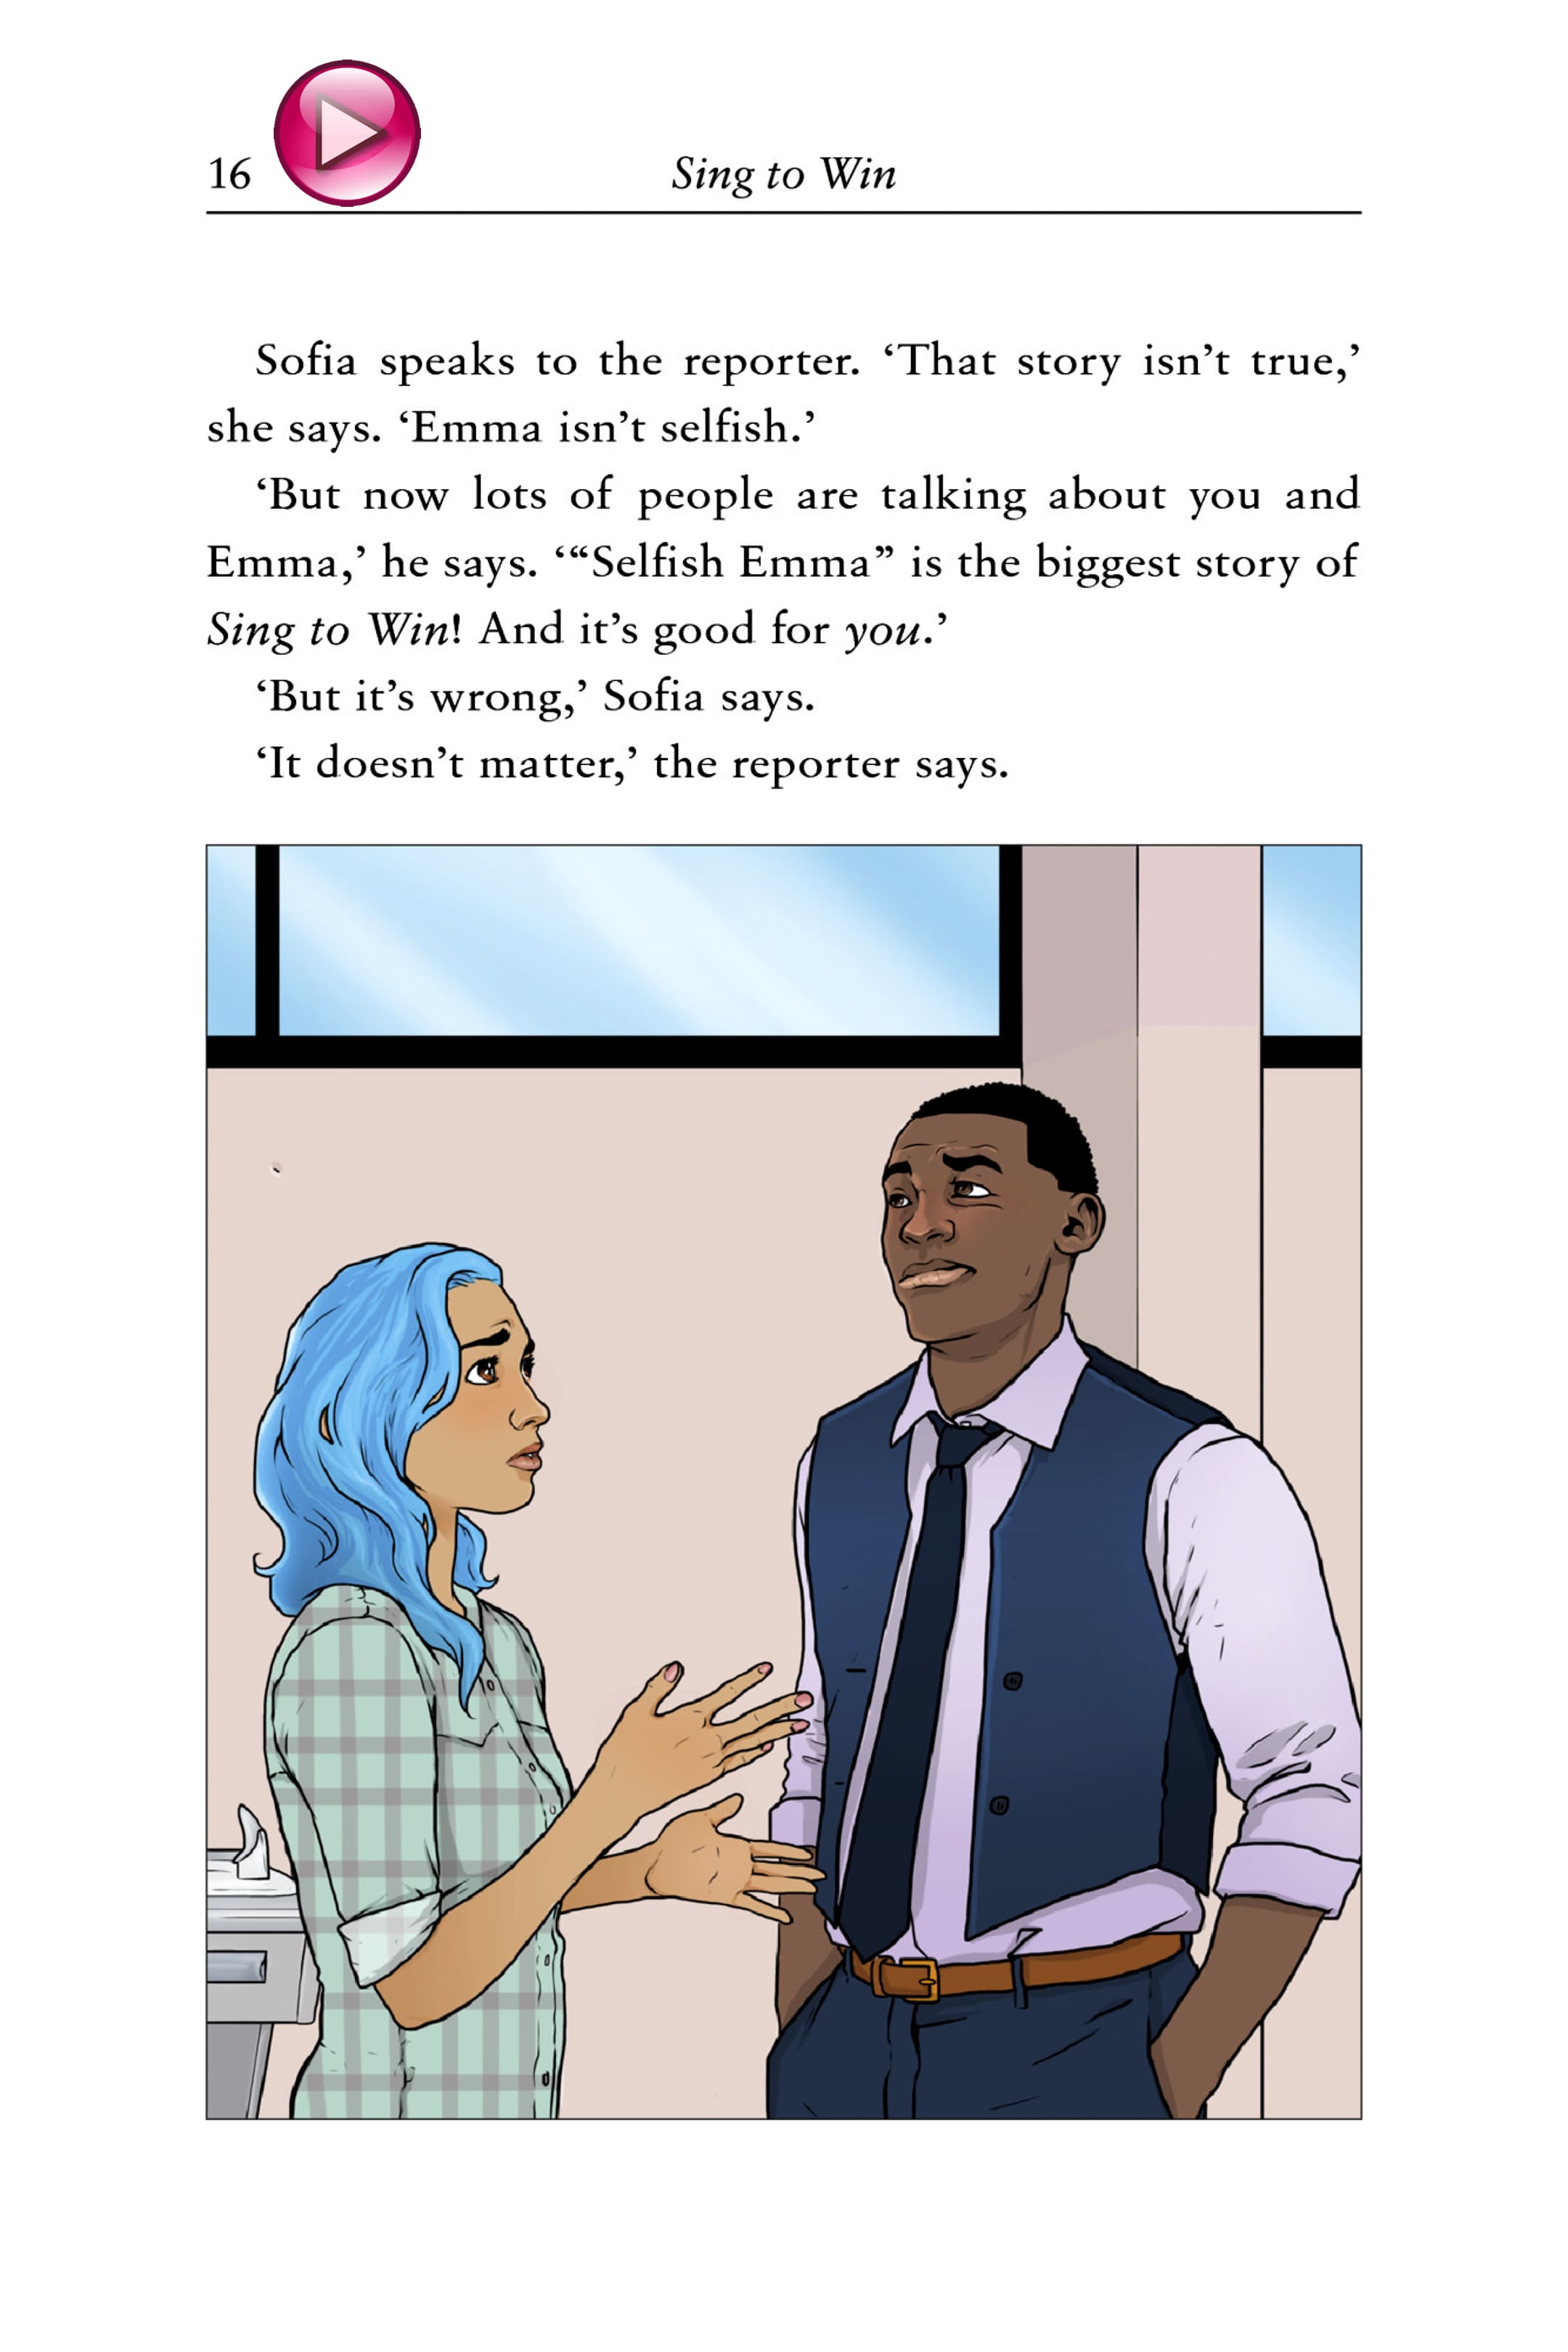 16
Sing to Win
Sofia speaks to the reporter. ‘That story isn’t true,’
she says. ‘Emma isn’t selfish.’
‘But now lots of people are talking about you and
Emma,’ he says. ‘“Selfish Emma” is the biggest story of
Sing to Win! And it’s good for you.’
‘But it’s wrong,’ Sofia says.
‘It doesn’t matter,’ the reporter says.